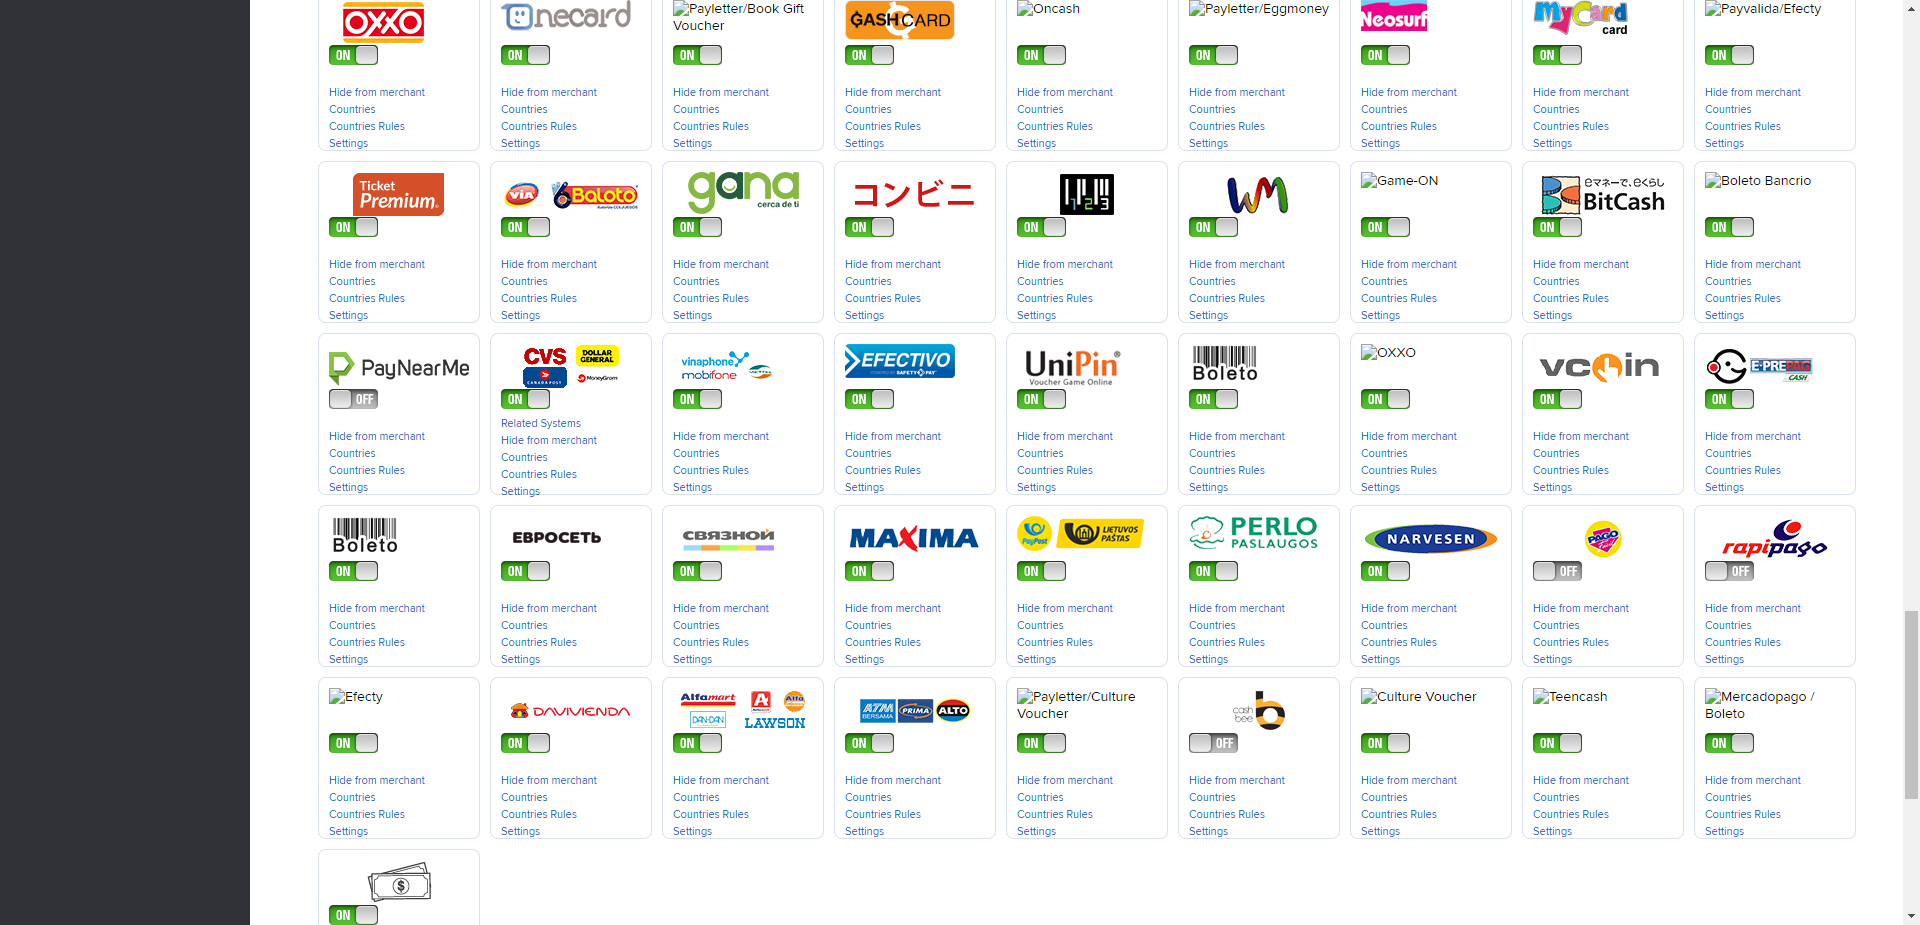 OXXO
onecard
Payletter/Book Gift
Voucher
GASH CARD
Oncash
Payletter/Eggmoney
Neosurf
MyCard
card
Payvalida/Efecty
ON ON ON ON ON ON ON ON ON
Hide from merchant Hide from merchant Hide from merchant Hide from merchant Hide from merchant Hide from merchant Hide from merchant Hide from merchant Hide from merchant
Countries Countries Countries Countries Countries Countries Countries Countries Countries
Countries Rules Countries Rules Countries Rules Countries Rules Countries Rules Countries Rules Countries Rules Countries Rules Countries Rules
Settings Settings Settings Settings Settings Settings Settings Settings Settings
Ticket
Premium
VIA Baloto
gana
cerca de ti
コンビニ
123
Game-ON
eマネーで、eくらし
BitCash
Boleto Bancrio
ON ON ON ON ON ON ON ON ON
Hide from merchant Hide from merchant Hide from merchant Hide from merchant Hide from merchant Hide from merchant Hide from merchant Hide from merchant Hide from merchant
Countries Countries Countries Countries Countries Countries Countries Countries Countries
Countries Rules Countries Rules Countries Rules Countries Rules Countries Rules Countries Rules Countries Rules Countries Rules Countries Rules
Settings Settings Settings Settings Settings Settings Settings Settings Settings
PayNearMe
CVS DOLLAR GENERAL
CANADA POST MoneyGram
vinaphone
mobifone viettel
EFECTIVO
POWERED BY SAFETYPAY
UniPin
Voucher Game Online
Boleto
OXXO
vcoin
E-PREPAG
CASH
OFF ON ON ON ON ON ON ON ON
Related Systems
Hide from merchant Hide from merchant Hide from merchant Hide from merchant Hide from merchant Hide from merchant Hide from merchant Hide from merchant Hide from merchant
Countries Countries Countries Countries Countries Countries Countries Countries Countries
Countries Rules Countries Rules Countries Rules Countries Rules Countries Rules Countries Rules Countries Rules Countries Rules Countries Rules
Settings Settings Settings Settings Settings Settings Settings Settings Settings
Boleto
ЕВРОСЕТЬ
СВЯЗНОЙ
MAXIMA
PayPost LIETUVOS PAŠTAS
PERLO
PASLAUGOS
NARVESEN
PAGO
rapipago
ON ON ON ON ON ON ON OFF OFF
Hide from merchant Hide from merchant Hide from merchant Hide from merchant Hide from merchant Hide from merchant Hide from merchant Hide from merchant Hide from merchant
Countries Countries Countries Countries Countries Countries Countries Countries Countries
Countries Rules Countries Rules Countries Rules Countries Rules Countries Rules Countries Rules Countries Rules Countries Rules Countries Rules
Settings Settings Settings Settings Settings Settings Settings Settings Settings
Efecty
DAVIVIENDA
Alfamart Alfa
DAN+DAN LAWSON
ATM BERSAMA PRIMA ALTO
Payletter/Culture
Voucher
cash
bee
Culture Voucher
Teencash
Mercadopago /
Boleto
ON ON ON ON ON OFF ON ON ON
Hide from merchant Hide from merchant Hide from merchant Hide from merchant Hide from merchant Hide from merchant Hide from merchant Hide from merchant Hide from merchant
Countries Countries Countries Countries Countries Countries Countries Countries Countries
Countries Rules Countries Rules Countries Rules Countries Rules Countries Rules Countries Rules Countries Rules Countries Rules Countries Rules
Settings Settings Settings Settings Settings Settings Settings Settings Settings
$
ON